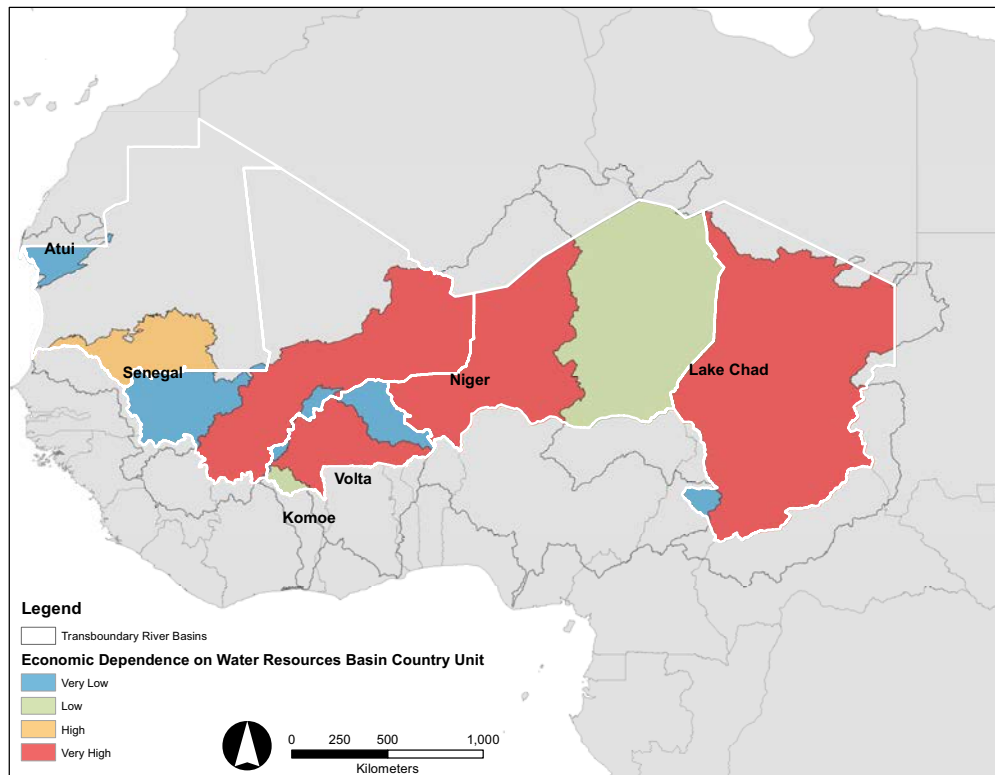 Atui
Senegal
Niger
Lake Chad
Volta
Komoe
Legend
Transboundary River Basins
Economic Dependence on Water Resources Basin Country Unit
Very Low
Low
High
Very High
0 250 500 1,000
Kilometers